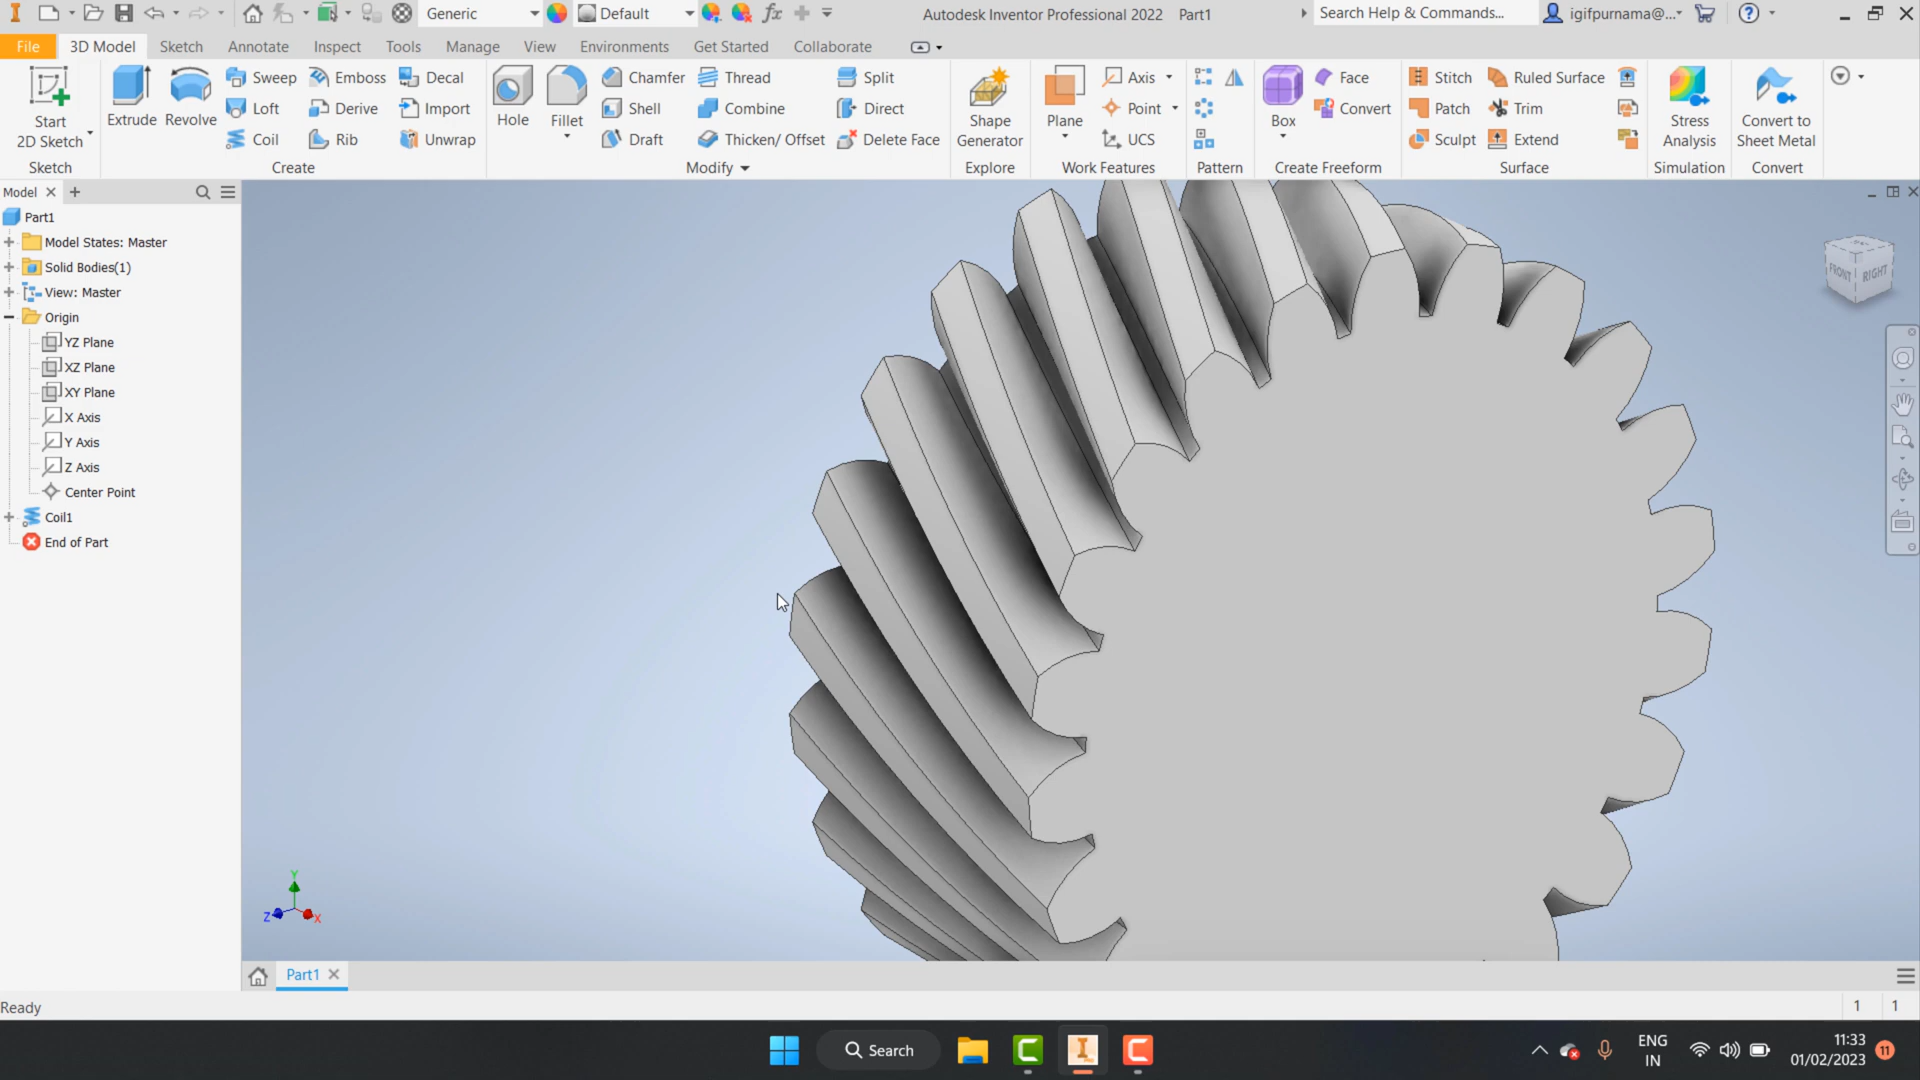 Generic
Default
Autodesk Inventor Professional 2022 Part1
Search Help & Commands...
igifpurnama@...
File
3D Model
Sketch
Annotate
Inspect
Tools
Manage
View
Environments
Get Started
Collaborate
Start
2D Sketch
Sketch
Extrude
Revolve
Sweep
Emboss
Decal
Loft
Derive
Import
Coil
Rib
Unwrap
Create
Hole
Fillet
Chamfer
Thread
Split
Shell
Combine
Direct
Draft
Thicken/ Offset
Delete Face
Modify
Shape
Generator
Explore
Plane
Axis
Point
UCS
Work Features
Pattern
Box
Face
Convert
Create Freeform
Stitch
Ruled Surface
Patch
Trim
Sculpt
Extend
Surface
Stress
Analysis
Simulation
Convert to
Sheet Metal
Convert
Model
Part1
Model States: Master
Solid Bodies(1)
View: Master
Origin
YZ Plane
XZ Plane
XY Plane
X Axis
Y Axis
Z Axis
Center Point
Coil1
End of Part
FRONT
RIGHT
Y
Z
X
Part1
Ready
1
1
Search
ENG
IN
11:33
01/02/2023
11